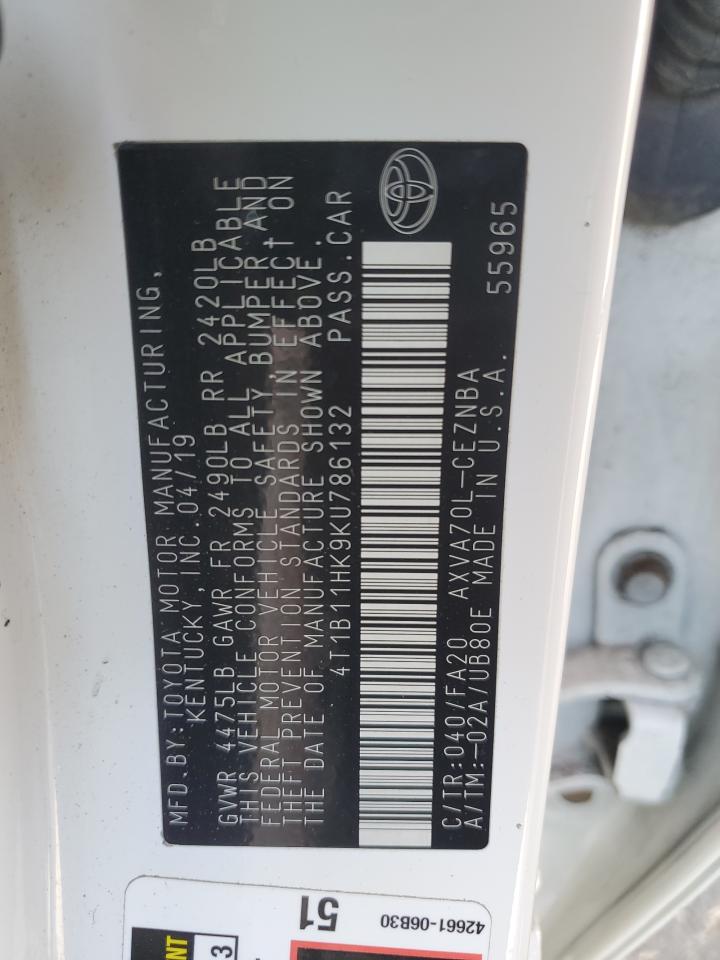 MFD.BY:TOYOTA MOTOR MANUFACTURING,
KENTUCKY,INC.04/19
GVWR 4475LB GAWR FR 2490LB RR 2420LB
THIS VEHICLE CONFORMS TO ALL APPLICABLE
FEDERAL MOTOR VEHICLE SAFETY,BUMPER,AND
THEFT PREVENTION STANDARDS IN EFFECT ON
THE DATE OF MANUFACTURE SHOWN ABOVE.
4T1B11HK9KU786132 PASS.CAR
C/TR:040/FA20 AXVA70L-CEZNBA
A/TM:-02A/UB80E MADE IN U.S.A. 55965
51
42661-06B30
3